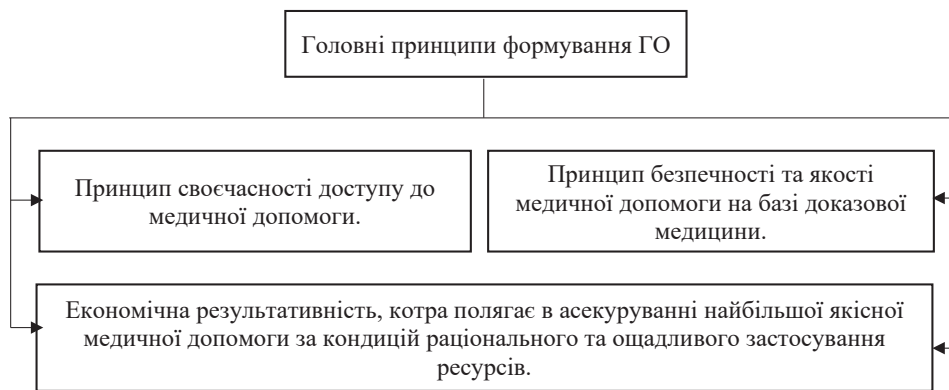 Головні принципи формування ГО
Принцип своєчасності доступу до
медичної допомоги.
Принцип безпечності та якості
медичної допомоги на базі доказової
медицини.
Економічна результативність, котра полягає в асекуруванні найбільшої якісної
медичної допомоги за кондицій раціонального та ощадливого застосування
ресурсів.